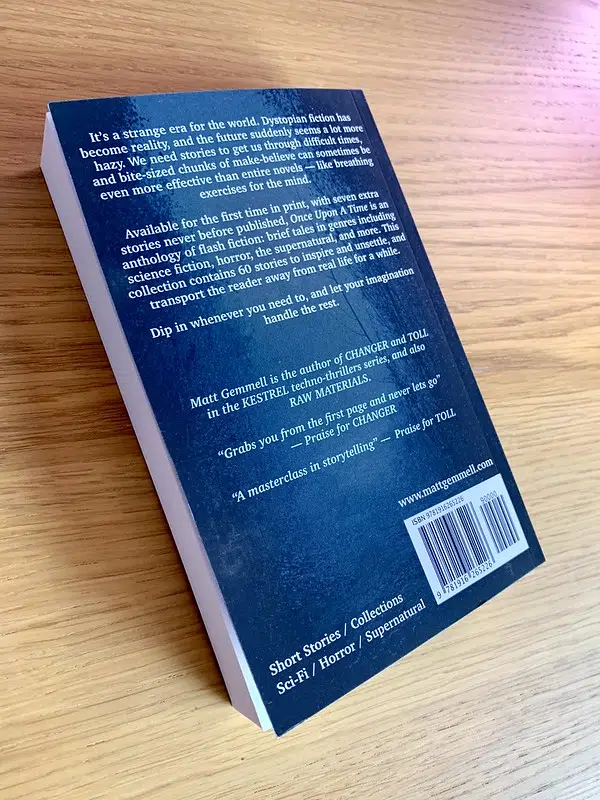 It's a strange era for the world. Dystopian fiction has
become reality, and the future suddenly seems a lot more
hazy. We need stories to get us through difficult times,
and bite-sized chunks of make-believe can sometimes be
even more effective than entire novels — like breathing
exercises for the mind.
Available for the first time in print, with seven extra
stories never before published, Once Upon A Time is an
anthology of flash fiction: brief tales in genres including
science fiction, horror, the supernatural, and more. This
collection contains 60 stories to inspire and unsettle, and
transport the reader away from real life for a while.
Dip in whenever you need to, and let your imagination
handle the rest.
Matt Gemmell is the author of CHANGER and TOLL
in the KESTREL techno-thrillers series, and also
RAW MATERIALS.
“Grabs you from the first page and never lets go”
— Praise for CHANGER
“A masterclass in storytelling” — Praise for TOLL
www.mattgemmell.com
ISBN 9781916265226
90000
9 781916 265226
Short Stories / Collections
Sci-Fi / Horror / Supernatural